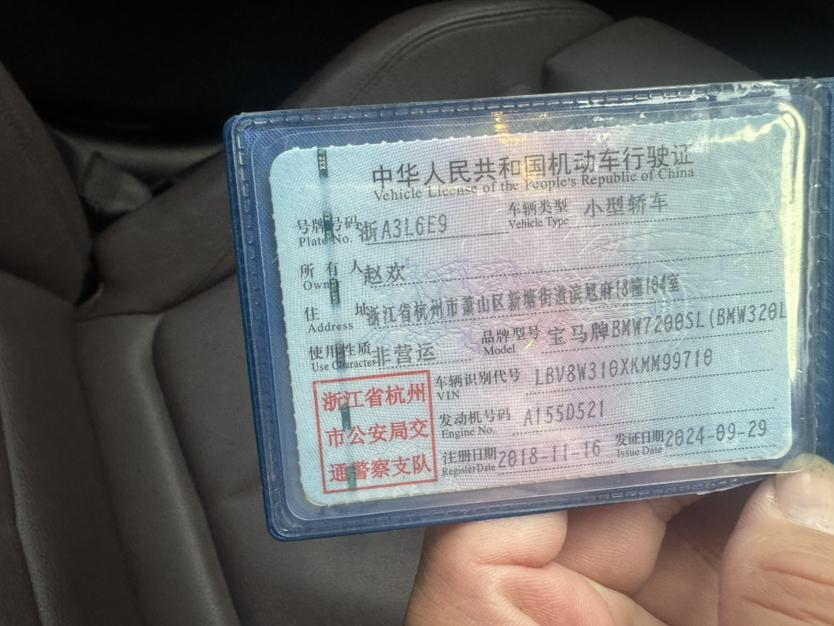 中华人民共和国机动车行驶证
Vehicle License of the People's Republic of China
号牌号码 浙A3L6E9 车辆类型 小型轿车
Plate No. Vehicle Type
所有人 赵欢
Owner
住址 浙江省杭州市萧山区新塘街道滨旭府18幢104室
Address
使用性质 非营运 品牌型号 宝马牌BMW7200SL(BMW320L
Use Character Model
浙江省杭州
市公安局交
通警察支队
车辆识别代号 LBV8W310XKMM99710
VIN
发动机号码 A155D521
Engine No.
注册日期 2018-11-16 发证日期 2024-09-29
Register Date Issue Date